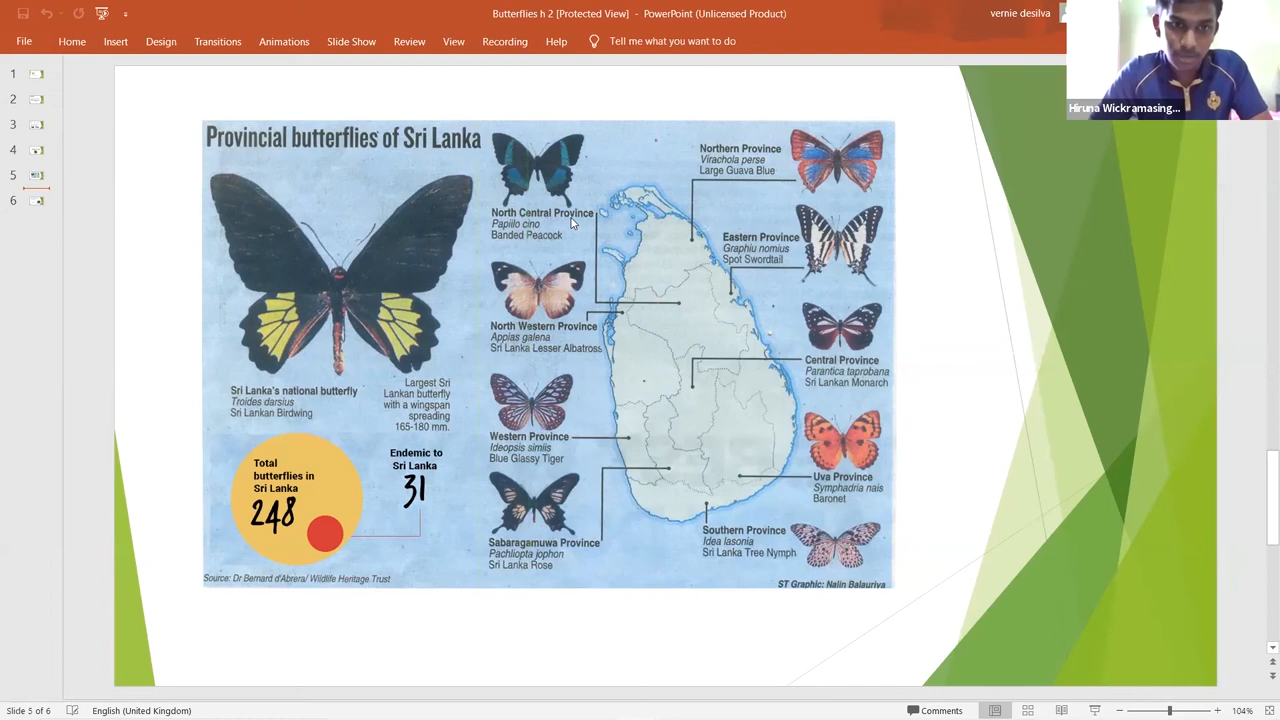 Butterflies h 2 [Protected View] - PowerPoint (Unlicensed Product)
vernie desilva
File Home Insert Design Transitions Animations Slide Show Review View Recording Help Tell me what you want to do
Hiruna Wickramasing...
1
2
3
4
5
6
Provincial butterflies of Sri Lanka
Sri Lanka's national butterfly
Troides darsius
Sri Lankan Birdwing
Largest Sri
Lankan butterfly
with a wingspan
spreading
165-180 mm.
Total
butterflies in
Sri Lanka
248
Endemic to
Sri Lanka
31
Source: Dr Bernard d'Abrera/ Wildlife Heritage Trust
North Central Province
Papiilo cino
Banded Peacock
North Western Province
Appias galena
Sri Lanka Lesser Albatross
Western Province
Ideopsis similis
Blue Glassy Tiger
Sabaragamuwa Province
Pachliopta jophon
Sri Lanka Rose
Northern Province
Virachola perse
Large Guava Blue
Eastern Province
Graphiu nomius
Spot Swordtail
Central Province
Parantica taprobana
Sri Lankan Monarch
Uva Province
Symphadria nais
Baronet
Southern Province
Idea Iasonia
Sri Lanka Tree Nymph
ST Graphic: Nalin Balauriya
Slide 5 of 6 English (United Kingdom) Comments 104%